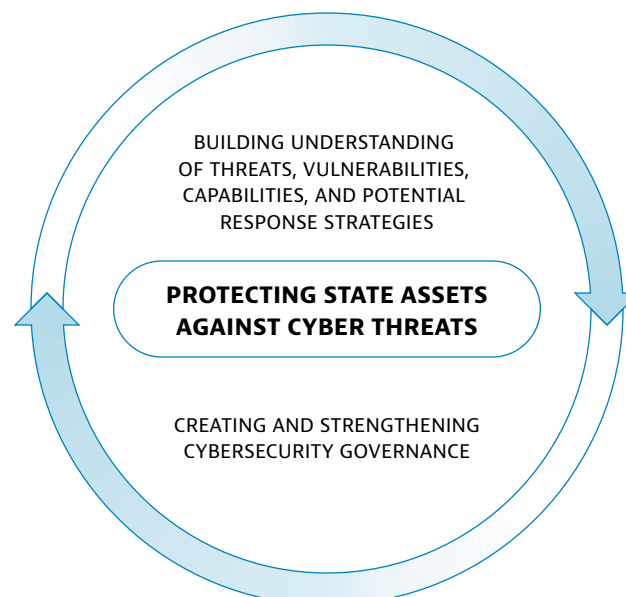 BUILDING UNDERSTANDING
OF THREATS, VULNERABILITIES,
CAPABILITIES, AND POTENTIAL
RESPONSE STRATEGIES
PROTECTING STATE ASSETS
AGAINST CYBER THREATS
CREATING AND STRENGTHENING
CYBERSECURITY GOVERNANCE